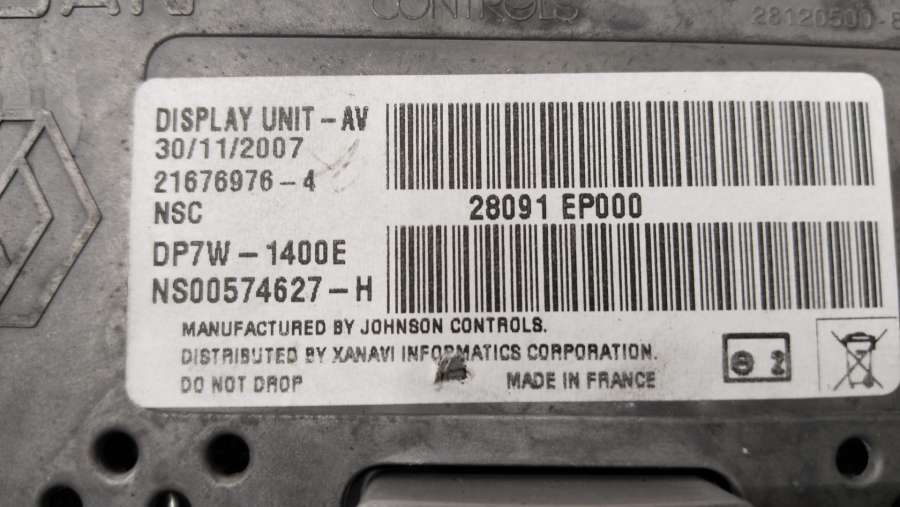 CONTROLS
28120500-
DISPLAY UNIT - AV
30/11/2007
21676976 - 4
NSC
28091 EP000
DP7W - 1400E
NS00574627 - H
MANUFACTURED BY JOHNSON CONTROLS.
DISTRIBUTED BY XANAVI INFORMATICS CORPORATION.
DO NOT DROP
MADE IN FRANCE
2